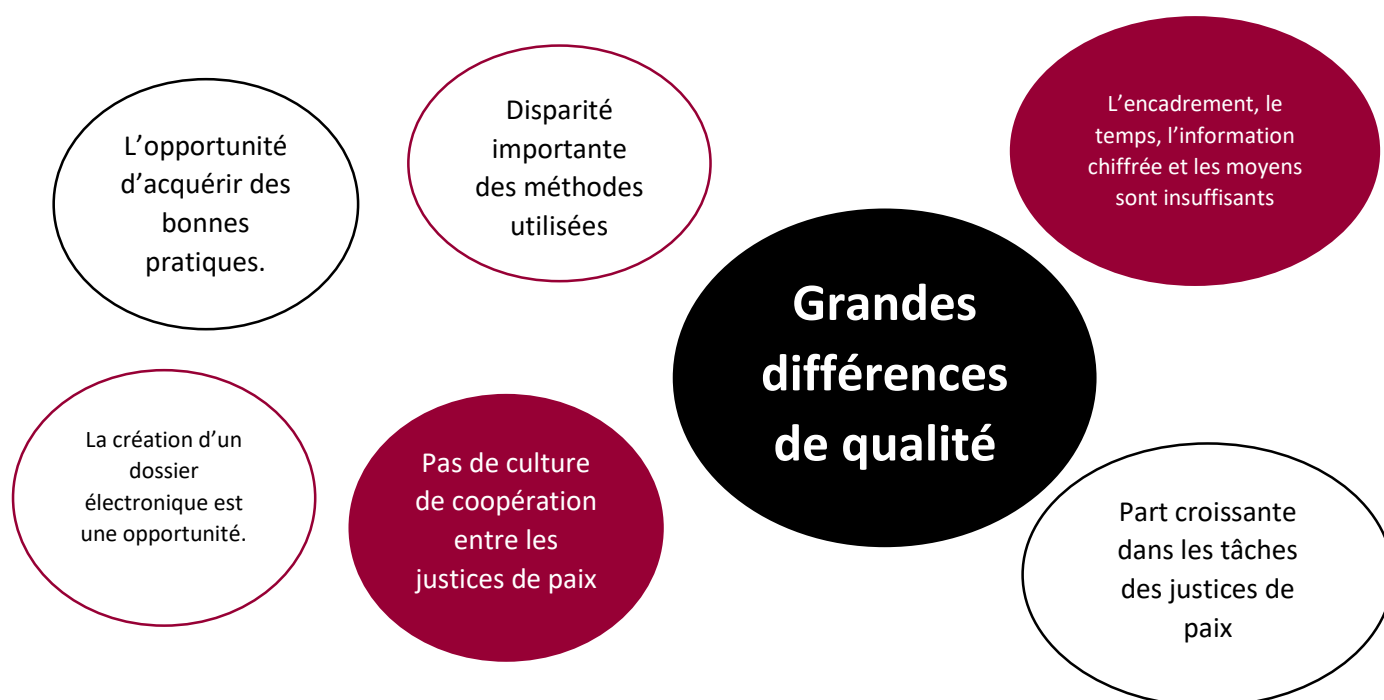 L'opportunité
d'acquérir des
bonnes
pratiques.
Disparité
importante
des méthodes
utilisées
L'encadrement, le
temps, l'information
chiffrée et les moyens
sont insuffisants
Grandes
différences
de qualité
La création d'un
dossier
électronique est
une opportunité.
Pas de culture
de coopération
entre les
justices de paix
Part croissante
dans les tâches
des justices de
paix